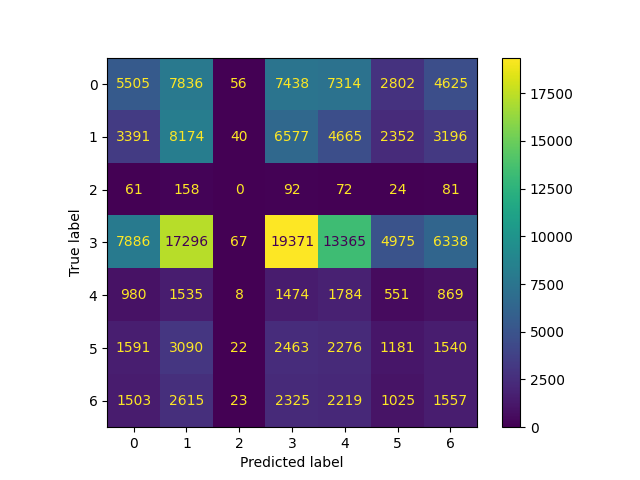 0 5505 7836 56 7438 7314 2802 4625
1 3391 8174 40 6577 4665 2352 3196
2 61 158 0 92 72 24 81
3 7886 17296 67 19371 13365 4975 6338
4 980 1535 8 1474 1784 551 869
5 1591 3090 22 2463 2276 1181 1540
6 1503 2615 23 2325 2219 1025 1557
0 1 2 3 4 5 6
Predicted label
True label
17500
15000
12500
10000
7500
5000
2500
0